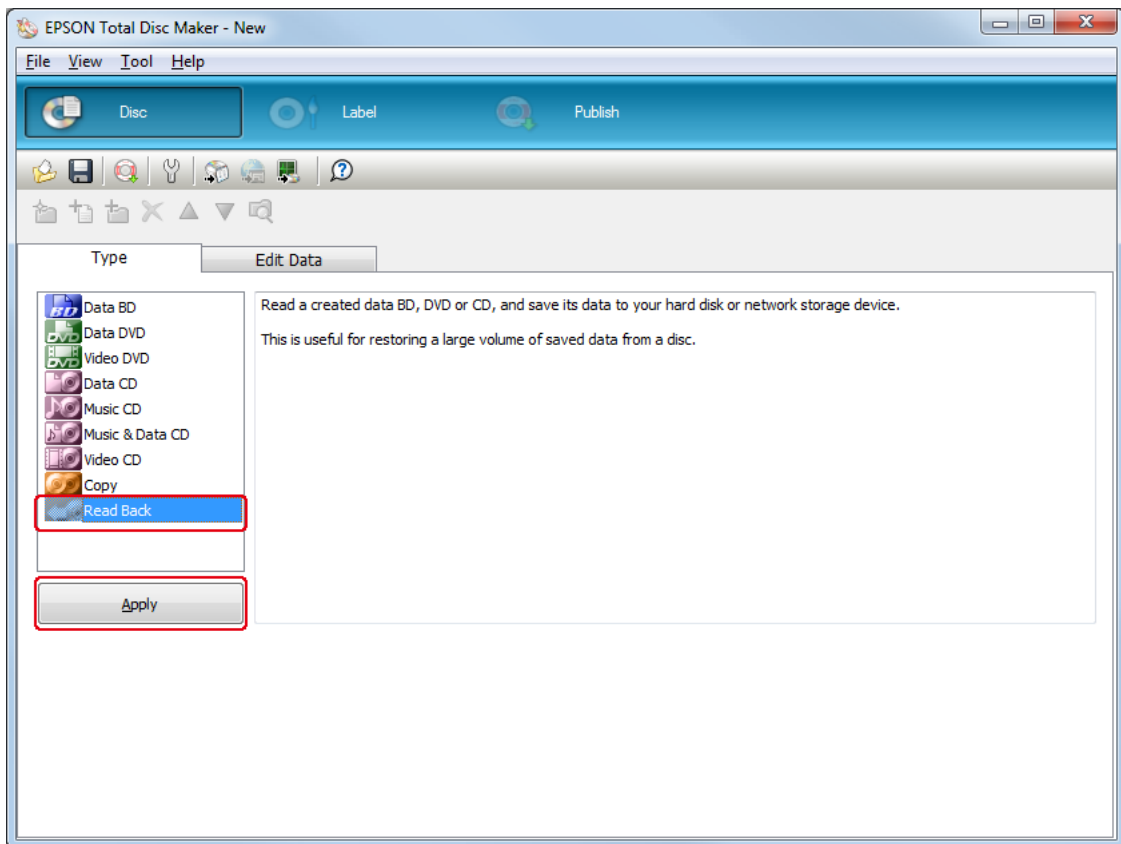 EPSON Total Disc Maker - New
File View Tool Help
Disc Label Publish
Type Edit Data
Data BD
Data DVD
Video DVD
Data CD
Music CD
Music & Data CD
Video CD
Copy
Read Back
Apply
Read a created data BD, DVD or CD, and save its data to your hard disk or network storage device.
This is useful for restoring a large volume of saved data from a disc.